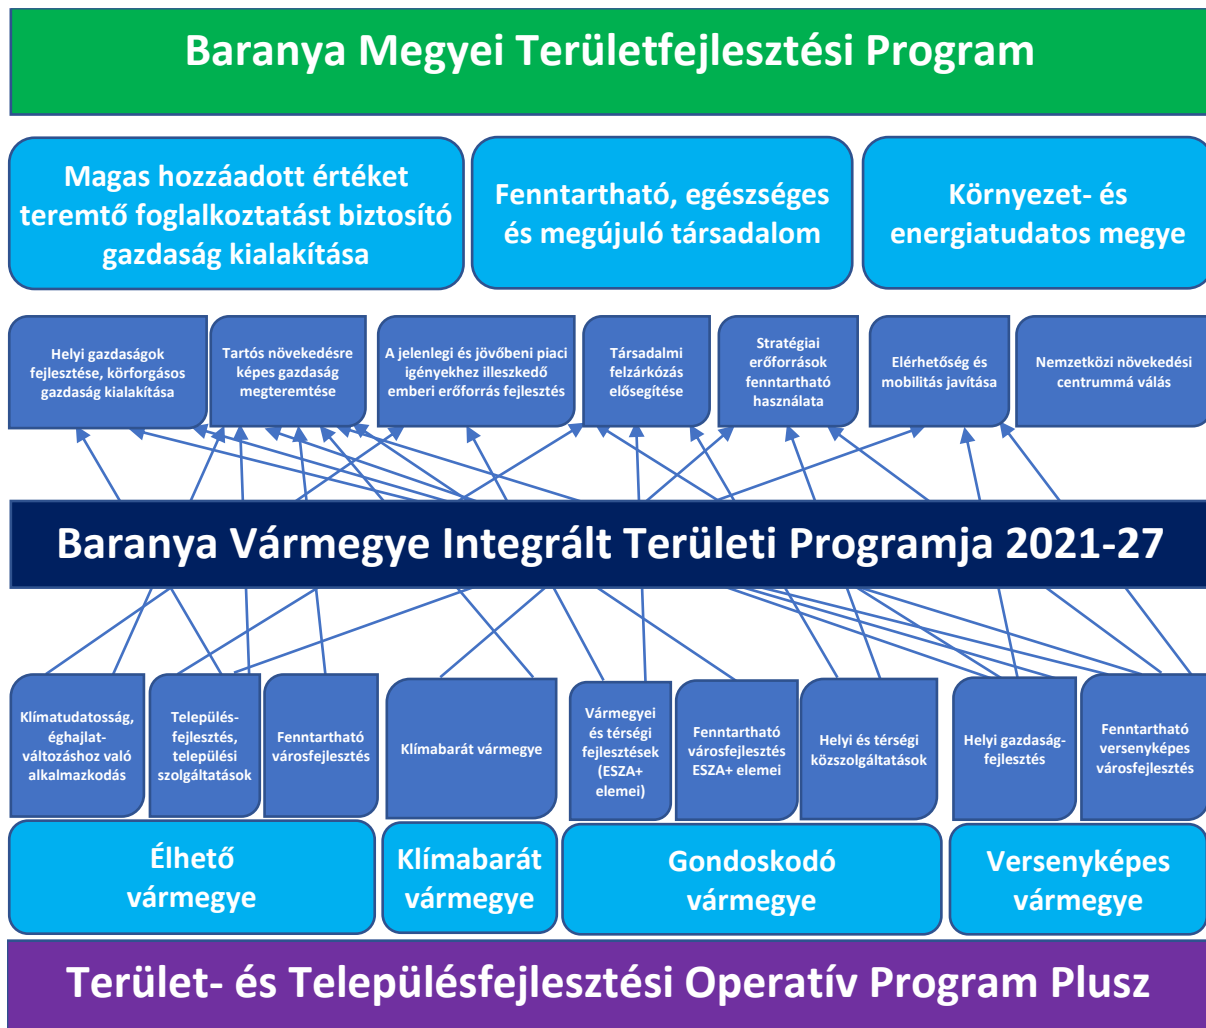 Baranya Megyei Területfejlesztési Program
Magas hozzáadott értéket
teremtő foglalkoztatást biztosító
gazdaság kialakítása
Fenntartható, egészséges
és megújuló társadalom
Környezet- és
energiatudatos megye
Helyi gazdaságok
fejlesztése, körforgásos
gazdaság kialakítása
Tartós növekedésre
képes gazdaság
megteremtése
A jelenlegi és jövőbeni piaci
igényekhez illeszkedő
emberi erőforrás fejlesztés
Társadalmi
felzárkózás
elősegítése
Stratégiai
erőforrások
fenntartható
használata
Elérhetőség és
mobilitás javítása
Nemzetközi növekedési
centrummá válás
Baranya Vármegye Integrált Területi Programja 2021-27
Klímatudatosság,
éghajlat-
változáshoz való
alkalmazkodás
Település-
fejlesztés,
települési
szolgáltatások
Fenntartható
városfejlesztés
Klímabarát vármegye
Vármegyei
és térségi
fejlesztések
(ESZA+
elemei)
Fenntartható
városfejlesztés
ESZA+ elemei
Helyi és térségi
közszolgáltatások
Helyi gazdaság-
fejlesztés
Fenntartható
versenyképes
városfejlesztés
Élhető
vármegye
Klímabarát
vármegye
Gondoskodó
vármegye
Versenyképes
vármegye
Terület- és Településfejlesztési Operatív Program Plusz